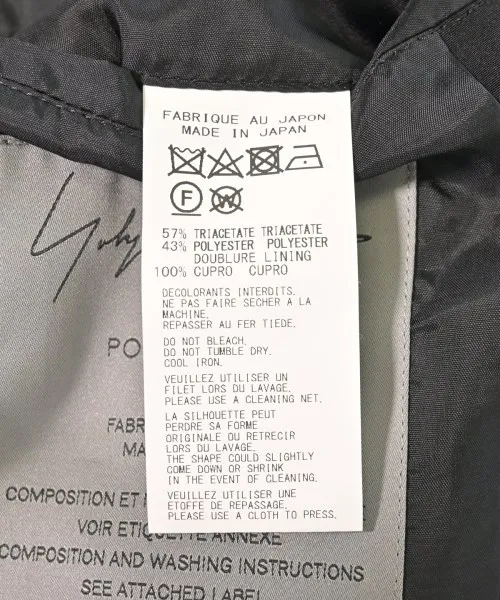 FABRIQUE AU JAPON
MADE IN JAPAN
F
W
57% TRIACETATE TRIACETATE
43% POLYESTER POLYESTER
DOUBLURE LINING
100% CUPRO CUPRO
DECOLORANTS INTERDITS.
NE PAS FAIRE SECHER A LA
MACHINE.
REPASSER AU FER TIEDE.
DO NOT BLEACH.
DO NOT TUMBLE DRY.
COOL IRON.
VEUILLEZ UTILISER UN
FILET LORS DU LAVAGE.
PLEASE USE A CLEANING NET.
LA SILHOUETTE PEUT
PERDRE SA FORME
ORIGINALE OU RETRECIR
LORS DU LAVAGE.
THE SHAPE COULD SLIGHTLY
COME DOWN OR SHRINK
IN THE EVENT OF CLEANING.
VEUILLEZ UTILISER UNE
ETOFFE DE REPASSAGE.
PLEASE USE A CLOTH TO PRESS.
Yohj
PO
FABR
MA
COMPOSITION ET
VOIR ETIQUETTE ANNEXE
COMPOSITION AND WASHING INSTRUCTIONS
SEE ATTACHED LABEL